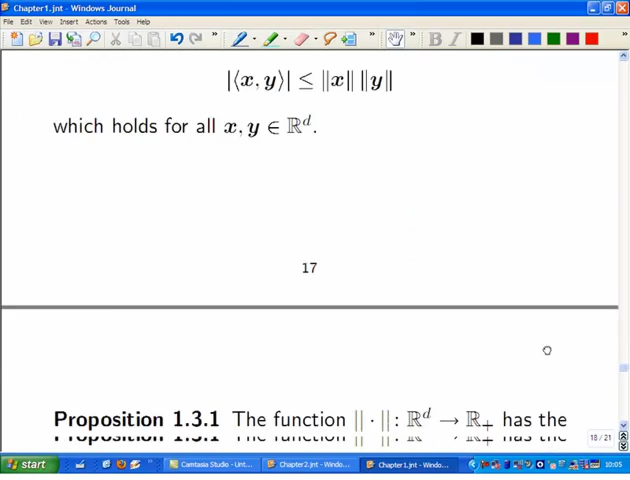 Chapter1.jnt - Windows Journal
File Edit View Insert Actions Tools Help
B I
|⟨x, y⟩| ≤ ‖x‖ ‖y‖
which holds for all x, y ∈ ℝᵈ.
17
Proposition 1.3.1 The function ‖ · ‖: ℝᵈ → ℝ₊ has the
18 / 21
start Camtasia Studio - Unt... Chapter2.jnt - Windo... Chapter1.jnt - Windo... 10:05